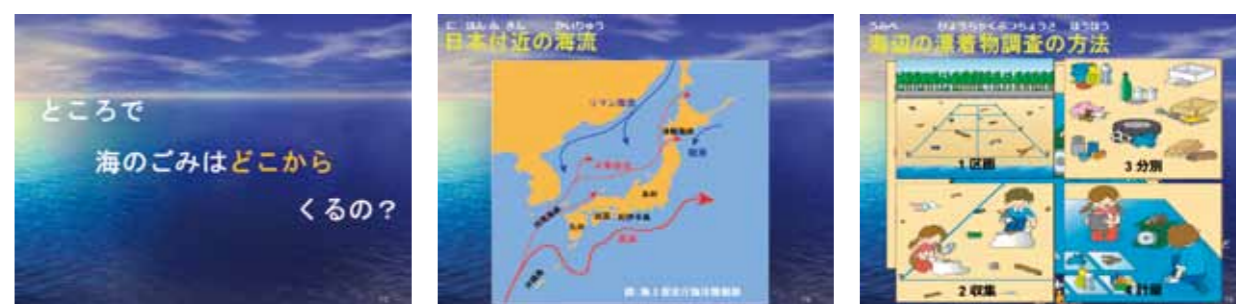 ところで
海のごみはどこから
くるの？
に ほん ふ きん かいりゅう
日本付近の海流
リマン海流
対馬海流
親潮
本州
九州
黒潮
うみべ ひょうちゃくぶつちょうさ ほうほう
海辺の漂着物調査の方法
1 区画
3 分別
2 収集
4 計量